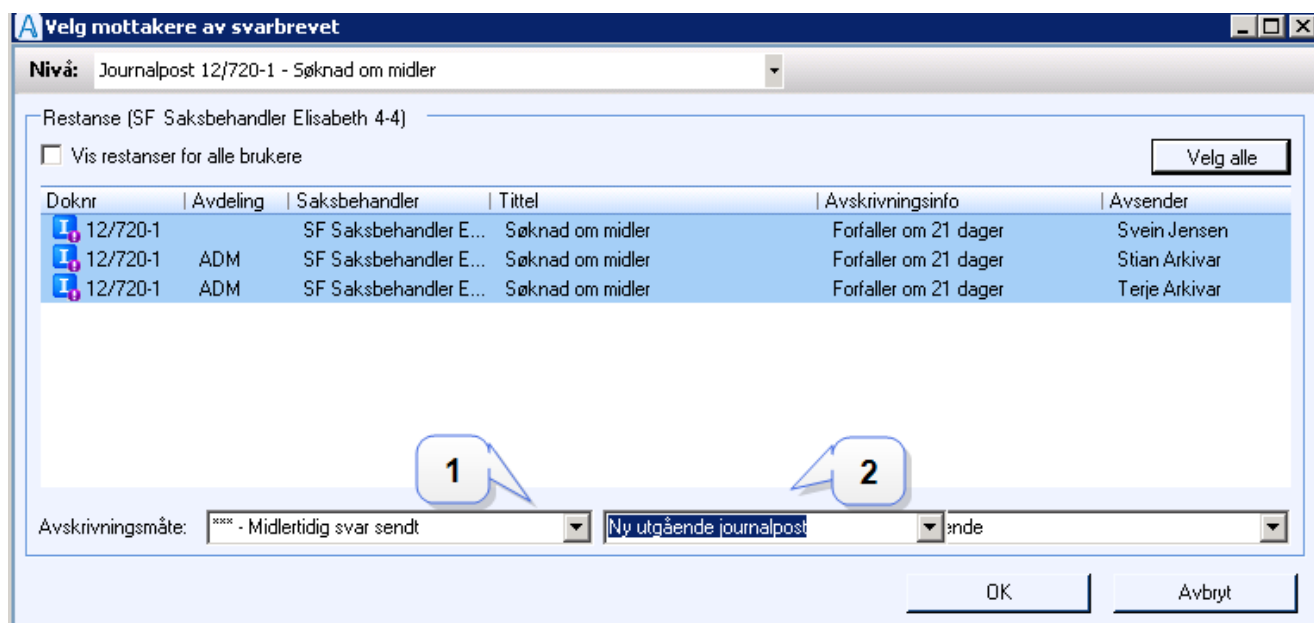 Velg mottakere av svarbrevet
Nivå: Journalpost 12/720-1 - Søknad om midler
Restanse (SF Saksbehandler Elisabeth 4-4)
Vis restanser for alle brukere
Velg alle
Doknr | Avdeling | Saksbehandler | Tittel | Avskrivningsinfo | Avsender
I 12/720-1 SF Saksbehandler E... Søknad om midler Forfaller om 21 dager Svein Jensen
I 12/720-1 ADM SF Saksbehandler E... Søknad om midler Forfaller om 21 dager Stian Arkivar
I 12/720-1 ADM SF Saksbehandler E... Søknad om midler Forfaller om 21 dager Terje Arkivar
1 2
Avskrivningsmåte: *** - Midlertidig svar sendt Ny utgående journalpost ende
OK Avbryt